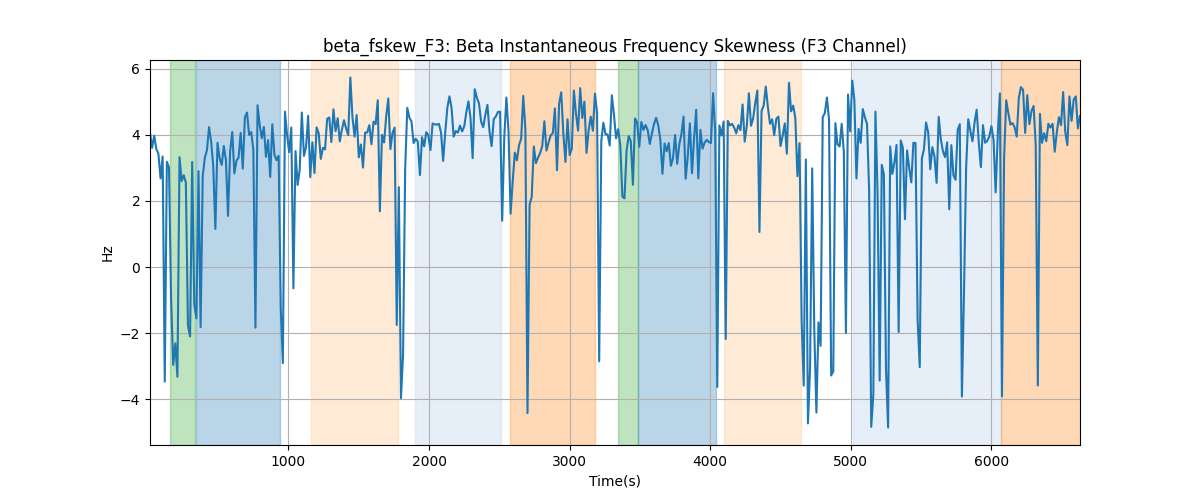 beta_fskew_F3: Beta Instantaneous Frequency Skewness (F3 Channel)
6
4
2
0
−2
−4
Hz
1000 2000 3000 4000 5000 6000
Time(s)